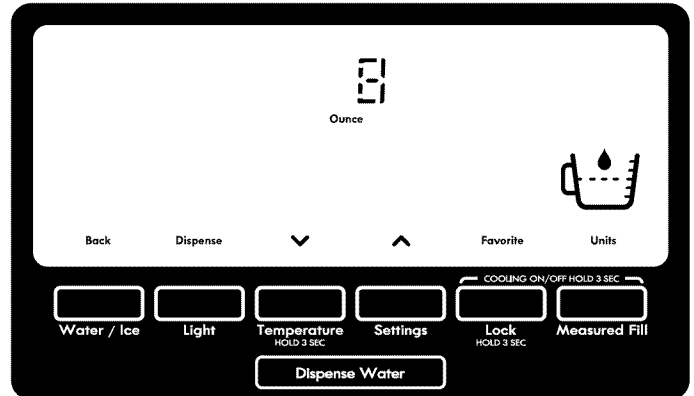 8
Ounce
Back Dispense Favorite Units
COOLING ON/OFF HOLD 3 SEC
Water / Ice Light Temperature Settings Lock Measured Fill
HOLD 3 SEC HOLD 3 SEC
Dispense Water